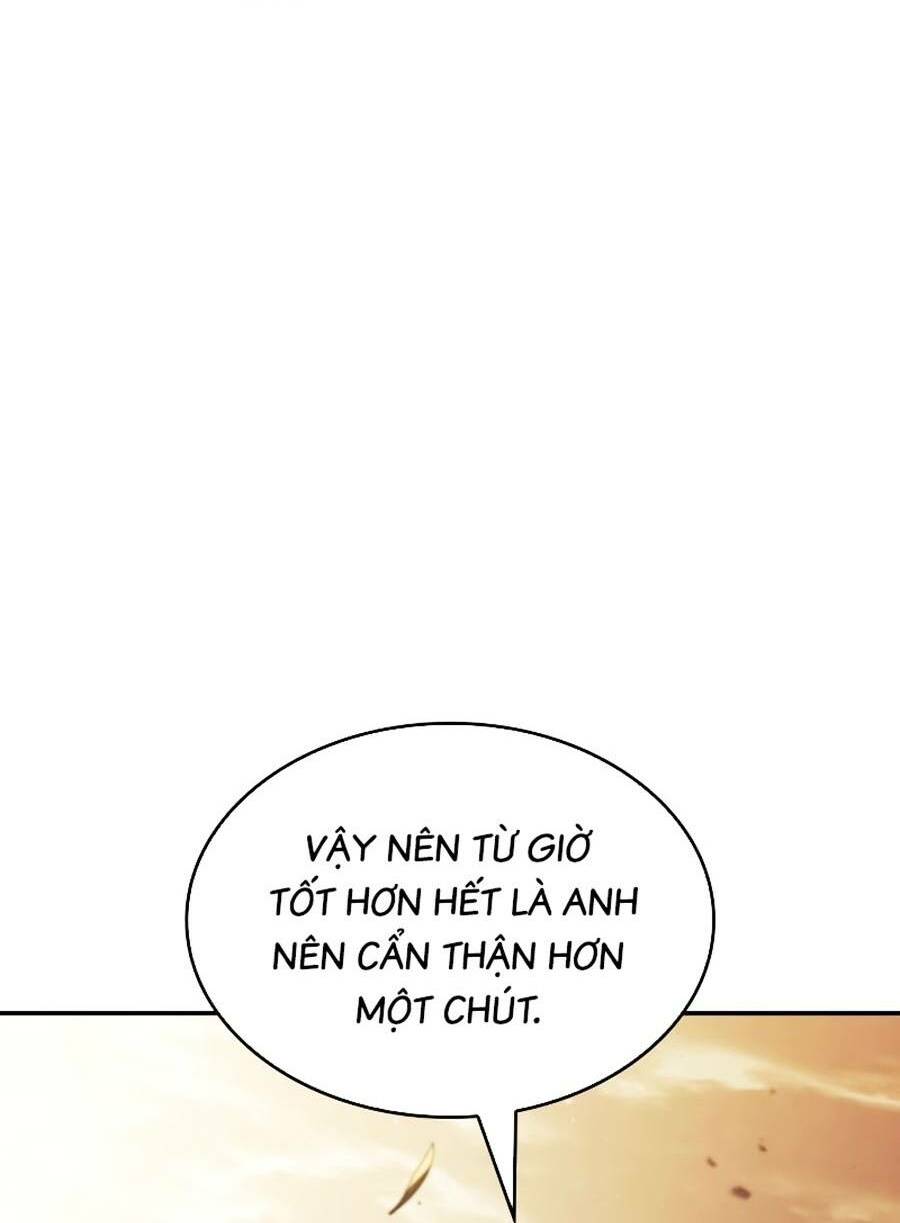 VẬY NÊN TỪ GIỜ
TỐT HƠN HẾT LÀ ANH
NÊN CẨN THẬN HƠN
MỘT CHÚT.